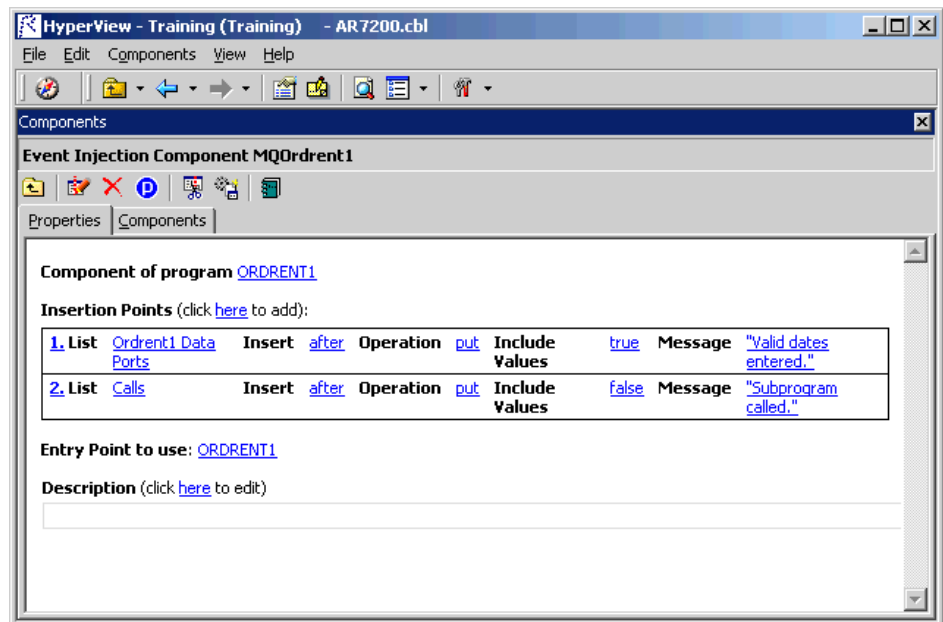 HyperView - Training (Training) - AR7200.cbl
File Edit Components View Help
Components
Event Injection Component MQOrdrent1
Properties Components
Component of program ORDRENT1
Insertion Points (click here to add):
1. List Ordrent1 Data Ports Insert after Operation put Include Values true Message "Valid dates entered."
2. List Calls Insert after Operation put Include Values false Message "Subprogram called."
Entry Point to use: ORDRENT1
Description (click here to edit)